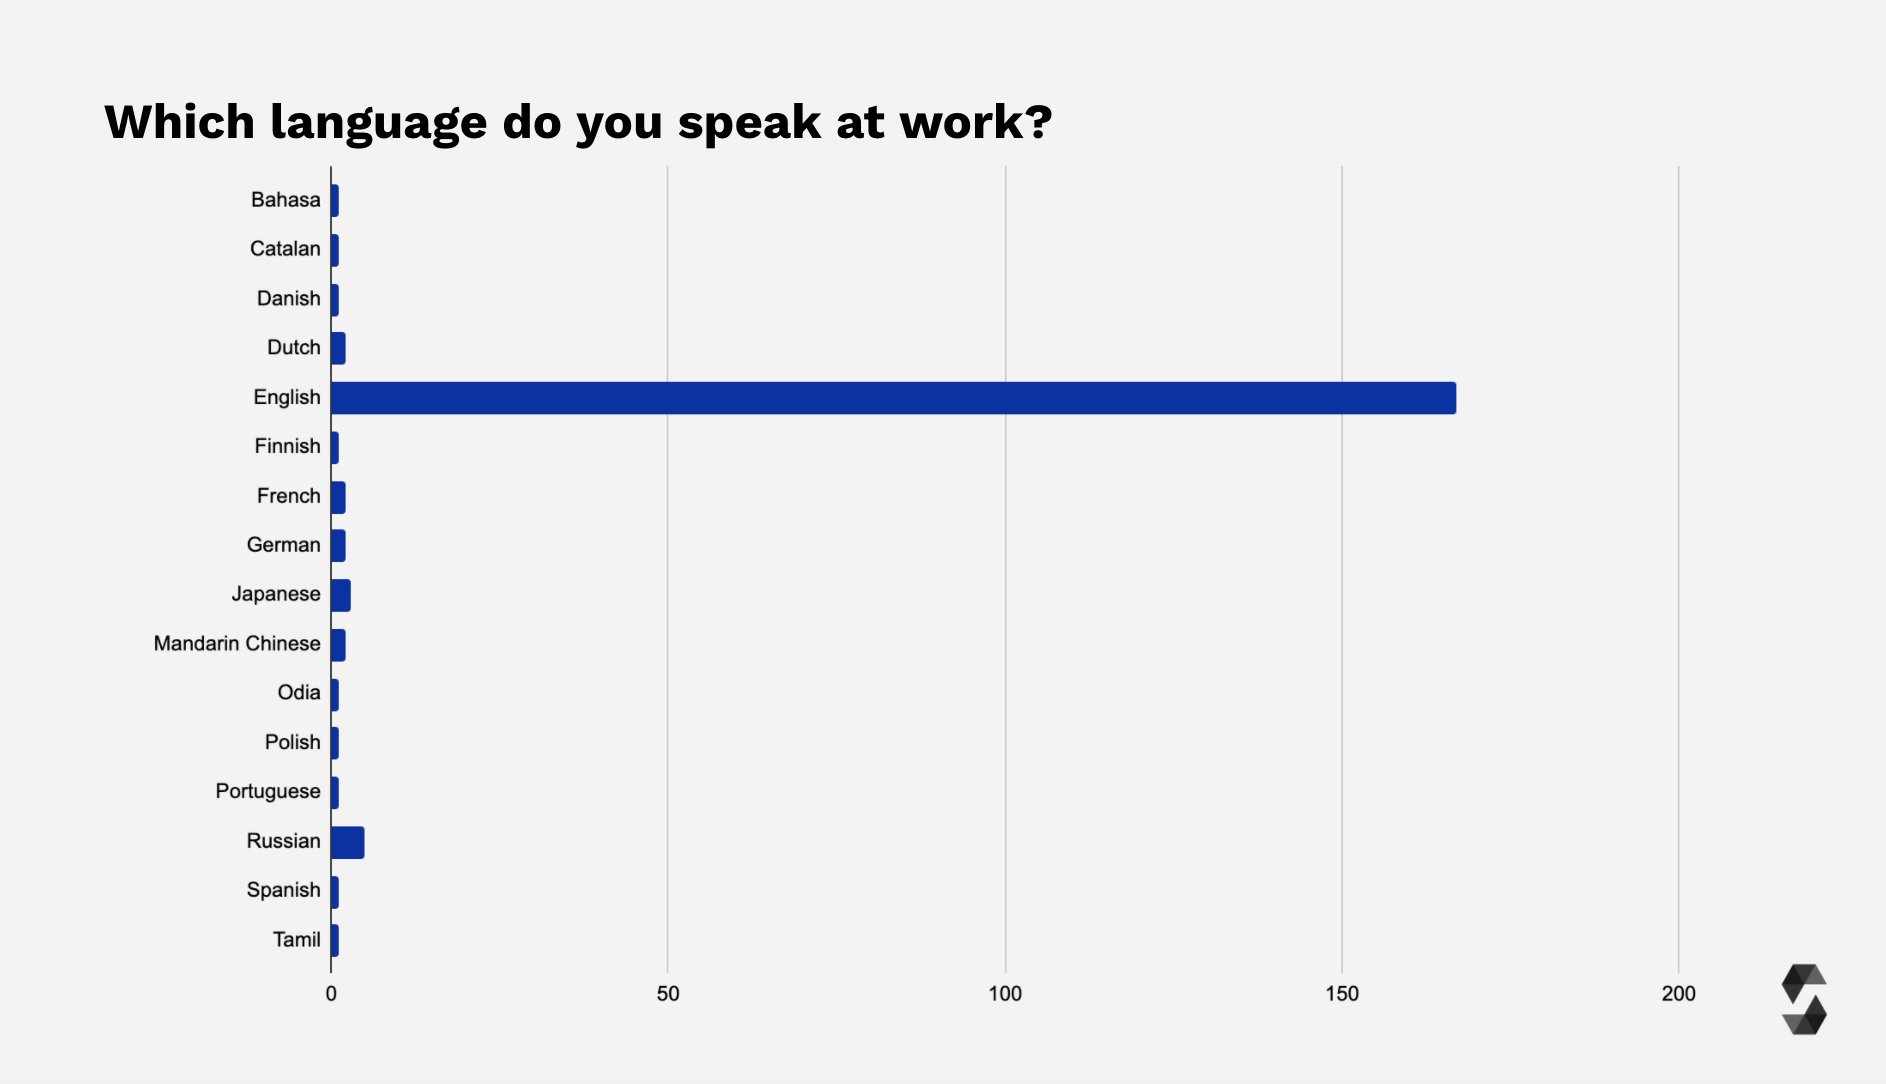 Which language do you speak at work?
Bahasa
Catalan
Danish
Dutch
English
Finnish
French
German
Japanese
Mandarin Chinese
Odia
Polish
Portuguese
Russian
Spanish
Tamil
0 50 100 150 200